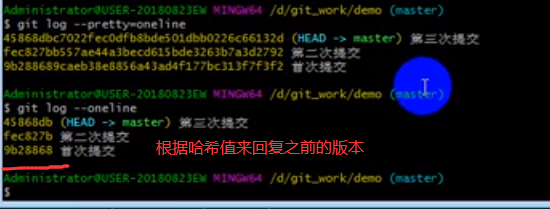 Administrator@USER-20180823EW MINGW64 /d/git_work/demo (master)
$ git log --pretty=oneline
45868dbc7022fec0dfb8bde501dbb0226c66132d (HEAD -> master) 第三次提交
fec827bb557ae44a3becd615bde3263b7a3d2792 第二次提交
9b288689caeb38e8856a43ad4f177bc313f7f3f2 首次提交
Administrator@USER-20180823EW MINGW64 /d/git_work/demo (master)
$ git log --oneline
45868db (HEAD -> master) 第三次提交
fec827b 第二次提交
9b28868 首次提交
根据哈希值来回复之前的版本
Administrator@USER-20180823EW MINGW64 /d/git_work/demo (master)
$